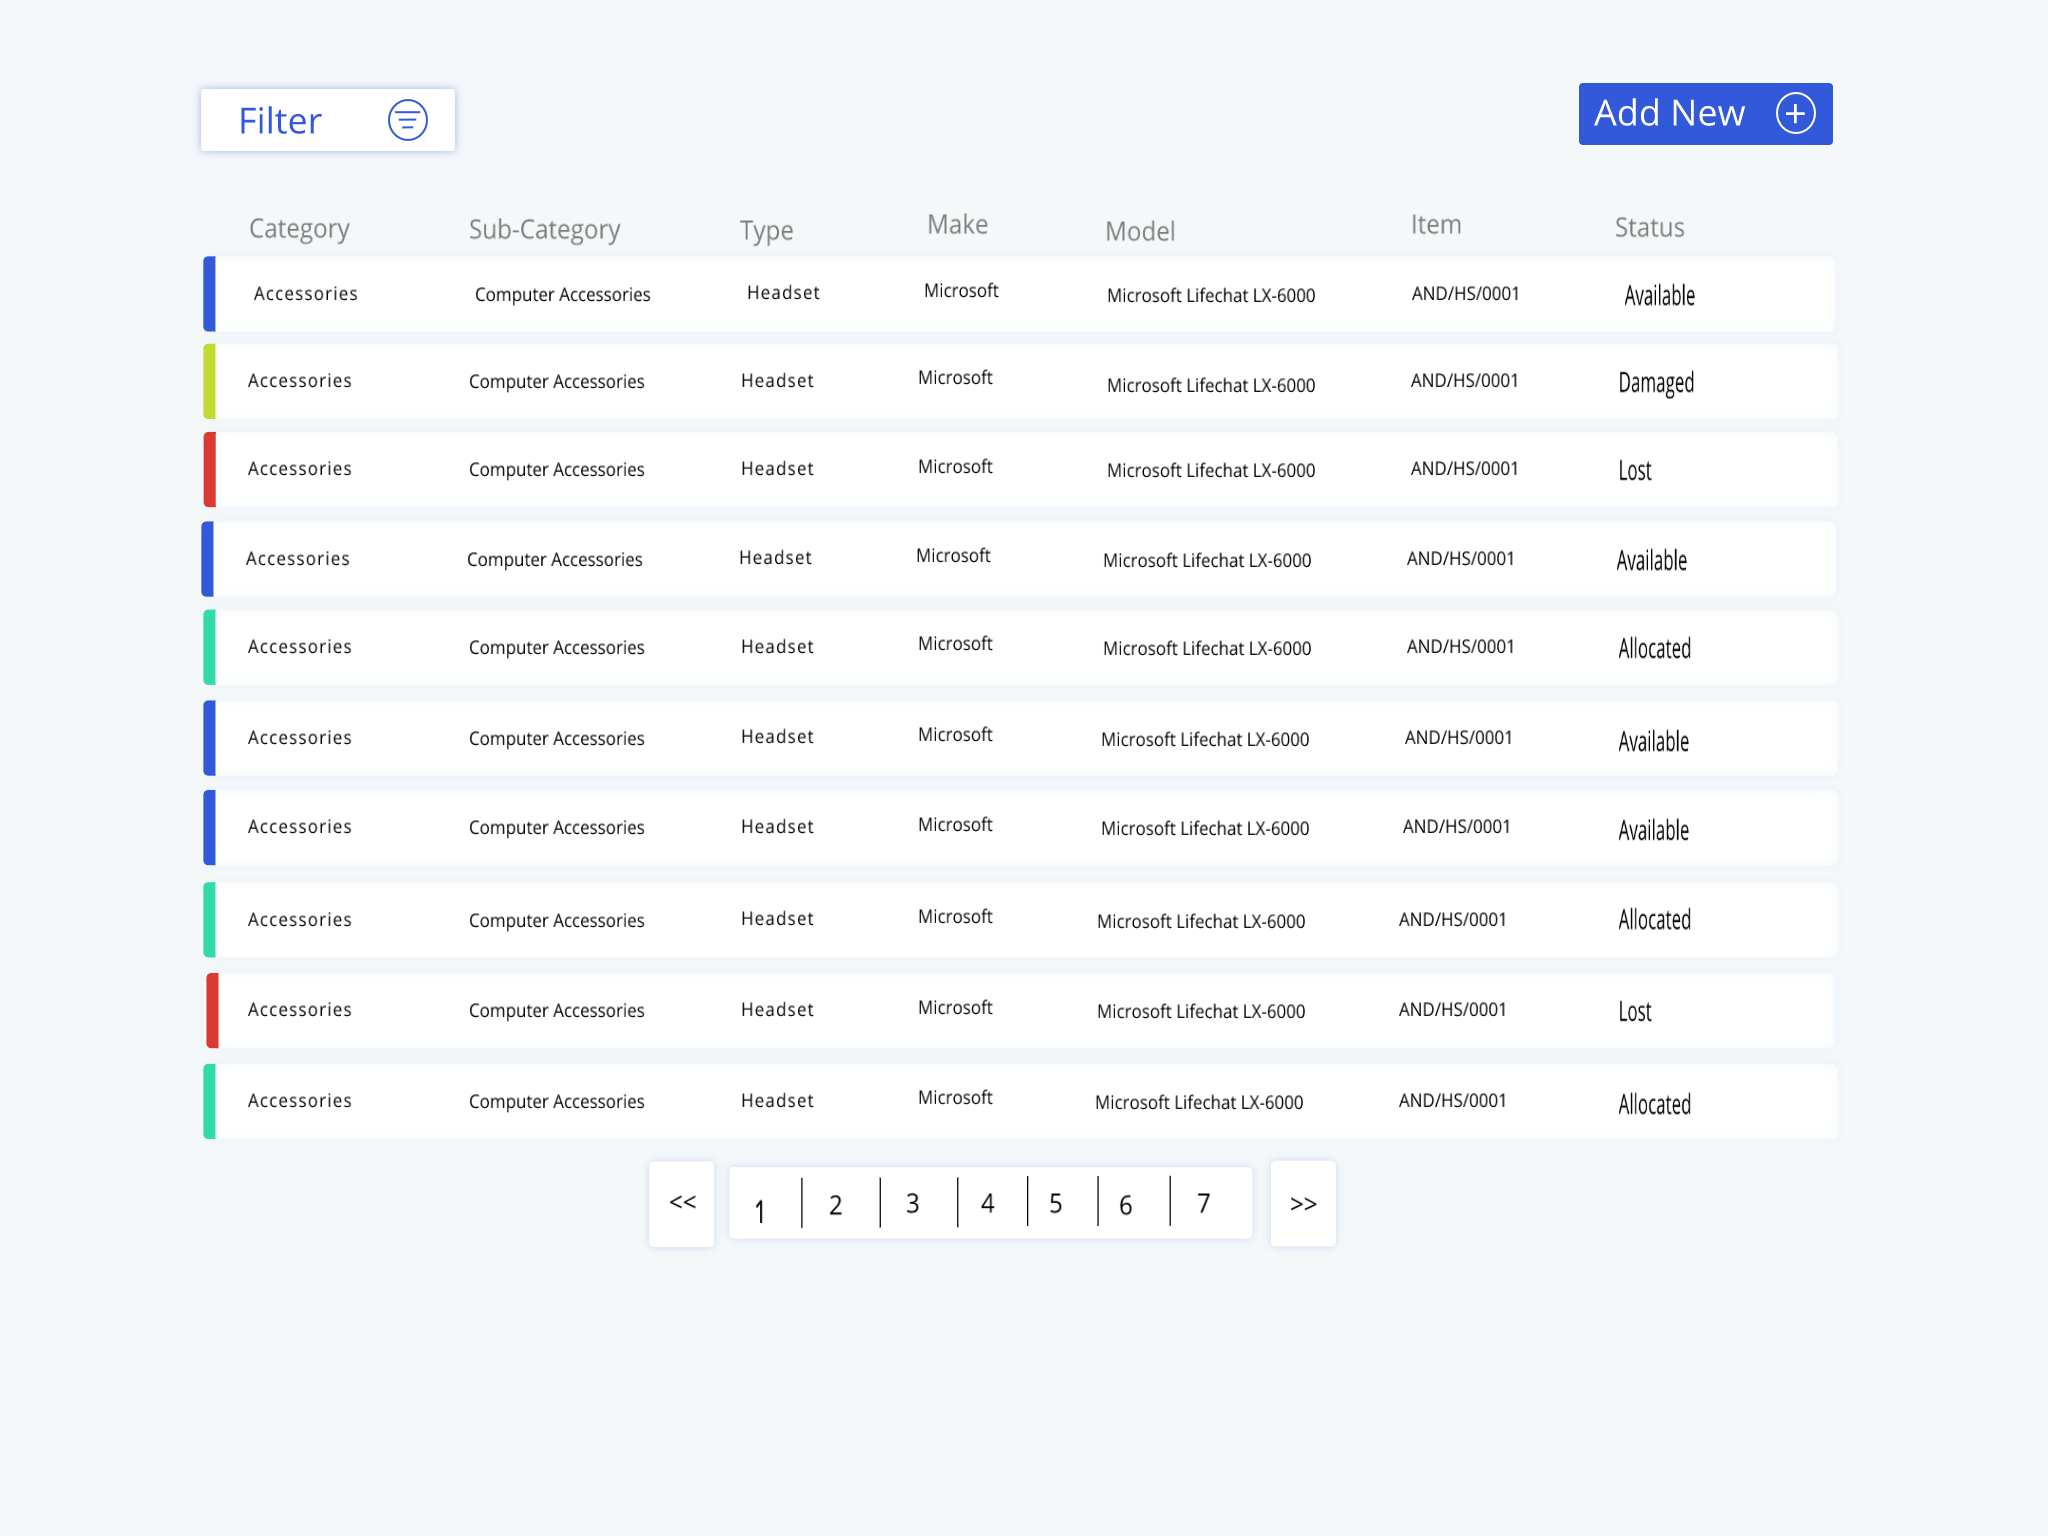 Filter Add New
Category Sub-Category Type Make Model Item Status
Accessories Computer Accessories Headset Microsoft Microsoft Lifechat LX-6000 AND/HS/0001 Available
Accessories Computer Accessories Headset Microsoft Microsoft Lifechat LX-6000 AND/HS/0001 Damaged
Accessories Computer Accessories Headset Microsoft Microsoft Lifechat LX-6000 AND/HS/0001 Lost
Accessories Computer Accessories Headset Microsoft Microsoft Lifechat LX-6000 AND/HS/0001 Available
Accessories Computer Accessories Headset Microsoft Microsoft Lifechat LX-6000 AND/HS/0001 Allocated
Accessories Computer Accessories Headset Microsoft Microsoft Lifechat LX-6000 AND/HS/0001 Available
Accessories Computer Accessories Headset Microsoft Microsoft Lifechat LX-6000 AND/HS/0001 Available
Accessories Computer Accessories Headset Microsoft Microsoft Lifechat LX-6000 AND/HS/0001 Allocated
Accessories Computer Accessories Headset Microsoft Microsoft Lifechat LX-6000 AND/HS/0001 Lost
Accessories Computer Accessories Headset Microsoft Microsoft Lifechat LX-6000 AND/HS/0001 Allocated
<< 1 2 3 4 5 6 7 >>